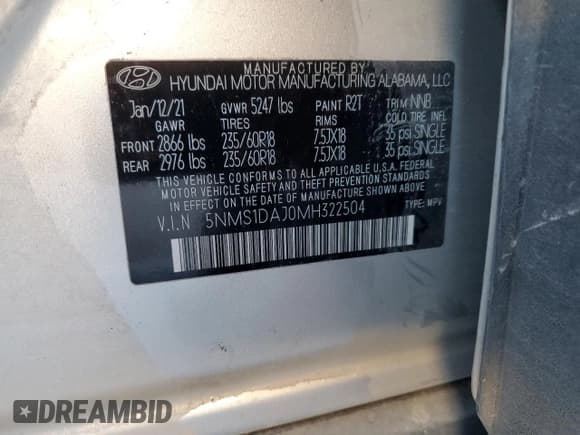 MANUFACTURED BY
HYUNDAI MOTOR MANUFACTURING ALABAMA, LLC
Jan/12/21 GVWR 5247 lbs PAINT R2T TRIM NNB
GAWR TIRES RIMS COLD TIRE INFL
FRONT 2866 lbs 235/60R18 7.5JX18 35 psi SINGLE
REAR 2976 lbs 235/60R18 7.5JX18 35 psi SINGLE
THIS VEHICLE CONFORMS TO ALL APPLICABLE U.S.A. FEDERAL
MOTOR VEHICLE SAFETY AND THEFT PREVENTION STANDARDS
IN EFFECT ON THE DATE OF MANUFACTURE SHOWN ABOVE.
V.I.N 5NMS1DAJ0MH322504 TYPE: MPV
DREAMBID